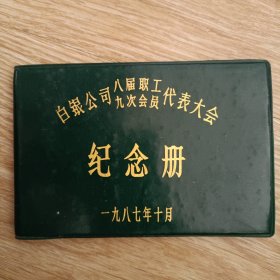 白银公司八届职工九次会员代表大会
纪念册
一九八七年十月